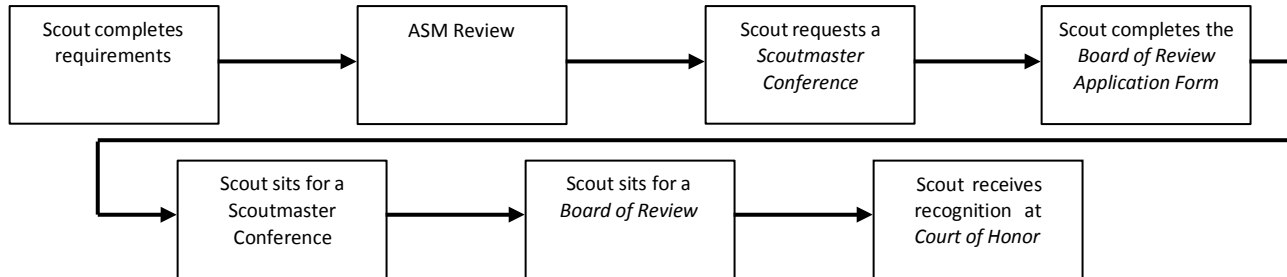 Scout completes
requirements
ASM Review
Scout requests a
Scoutmaster
Conference
Scout completes the
Board of Review
Application Form
Scout sits for a
Scoutmaster
Conference
Scout sits for a
Board of Review
Scout receives
recognition at
Court of Honor